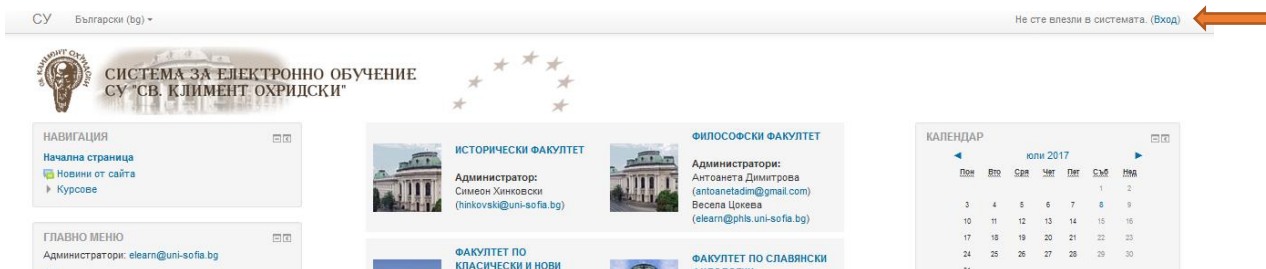 СУ Български (bg)
Не сте влезли в системата. (Вход)
СВ. КЛИМЕНТ ОХРИДСКИ
СИСТЕМА ЗА ЕЛЕКТРОННО ОБУЧЕНИЕ
СУ "СВ. КЛИМЕНТ ОХРИДСКИ"
НАВИГАЦИЯ
Начална страница
Новини от сайта
Курсове
ГЛАВНО МЕНЮ
Администратори: elearn@uni-sofia.bg
ИСТОРИЧЕСКИ ФАКУЛТЕТ
Администратор:
Симеон Хинковски
(hinkovski@uni-sofia.bg)
ФИЛОСОФСКИ ФАКУЛТЕТ
Администратори:
Антоанета Димитрова
(antoanetadim@gmail.com)
Весела Цокева
(elearn@phls.uni-sofia.bg)
ФАКУЛТЕТ ПО
КЛАСИЧЕСКИ И НОВИ
ФАКУЛТЕТ ПО СЛАВЯНСКИ
КАЛЕНДАР
◄ юли 2017 ►
Пон Вто Сря Чет Пет Съб Нед
1 2
3 4 5 6 7 8 9
10 11 12 13 14 15 16
17 18 19 20 21 22 23
24 25 26 27 28 29 30